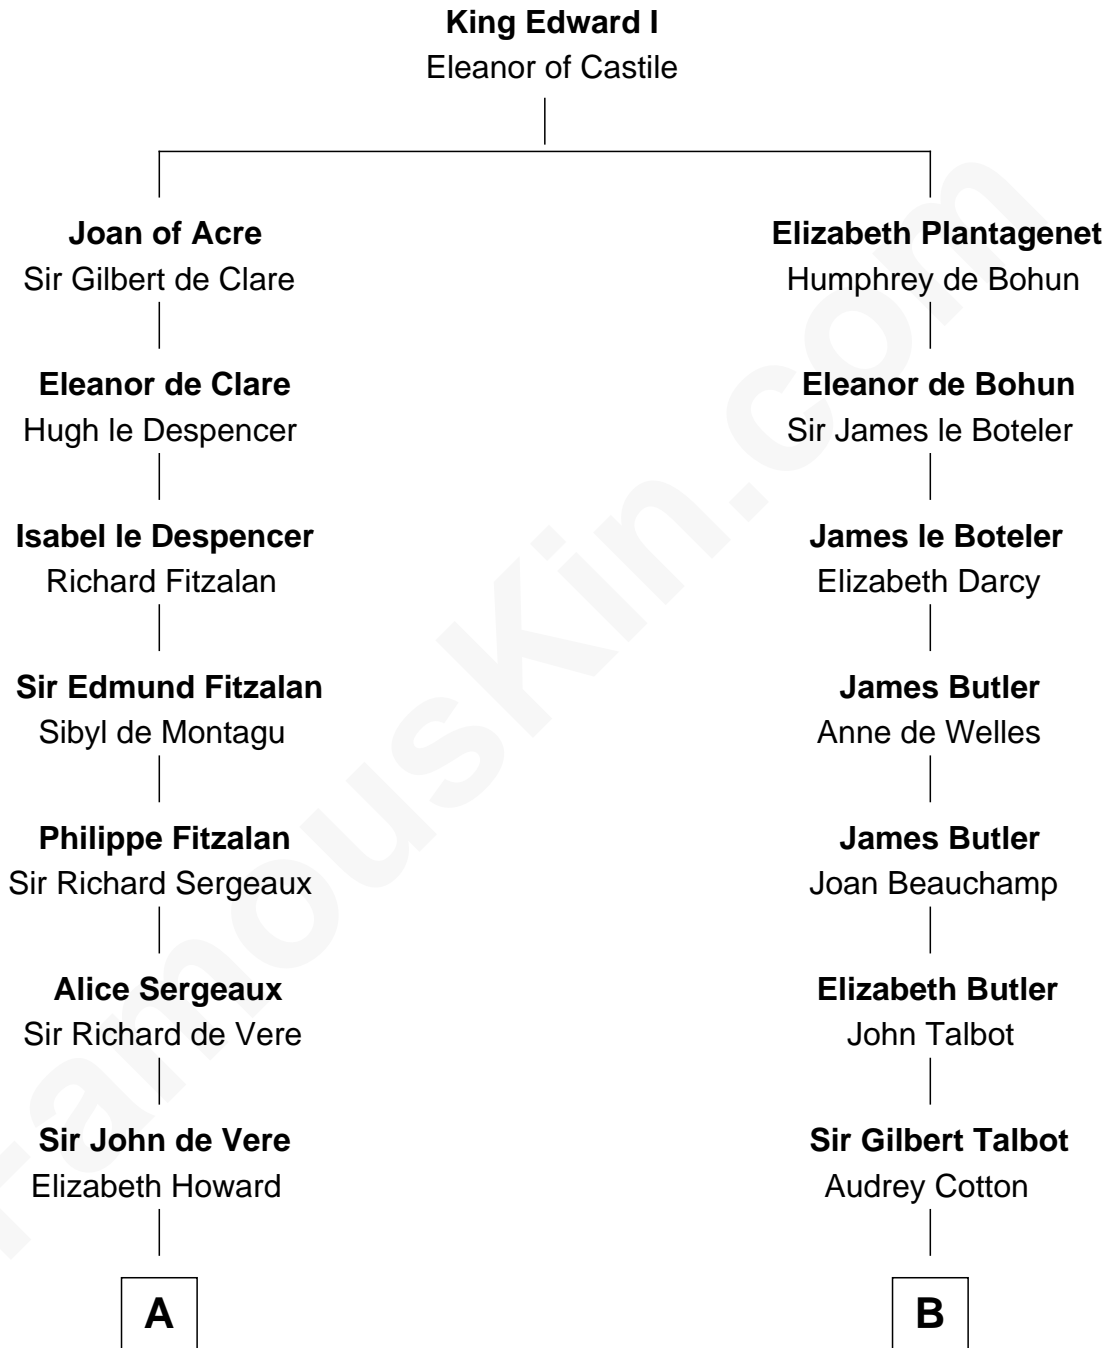 King Edward I
Eleanor of Castile
Joan of Acre
Sir Gilbert de Clare
Eleanor de Clare
Hugh le Despencer
Isabel le Despencer
Richard Fitzalan
Sir Edmund Fitzalan
Sibyl de Montagu
Philippe Fitzalan
Sir Richard Sergeaux
Alice Sergeaux
Sir Richard de Vere
Sir John de Vere
Elizabeth Howard
A
Elizabeth Plantagenet
Humphrey de Bohun
Eleanor de Bohun
Sir James le Boteler
James le Boteler
Elizabeth Darcy
James Butler
Anne de Welles
James Butler
Joan Beauchamp
Elizabeth Butler
John Talbot
Sir Gilbert Talbot
Audrey Cotton
B
FamousKin.com